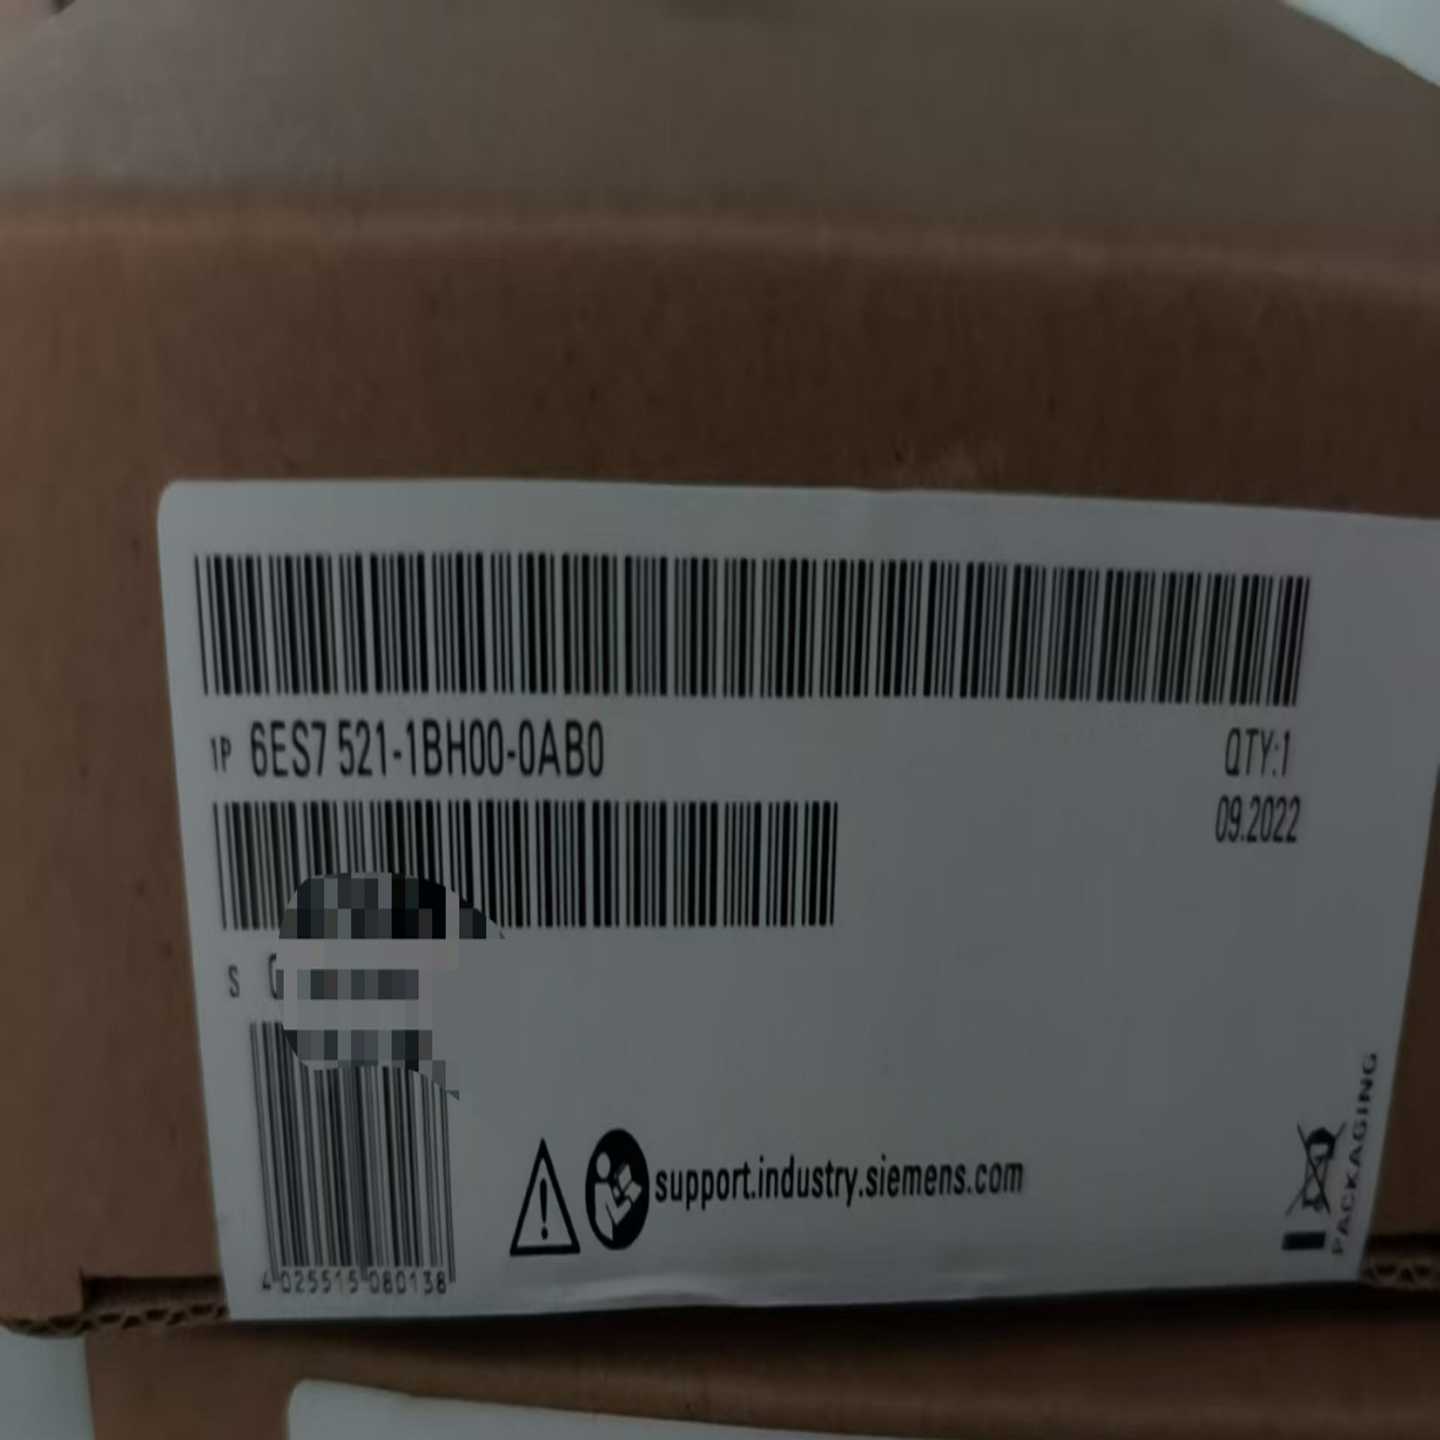 1P 6ES7 521-1BH00-0AB0
QTY:1
09.2022
S
4 025515 080138
support.industry.siemens.com
PACKAGING